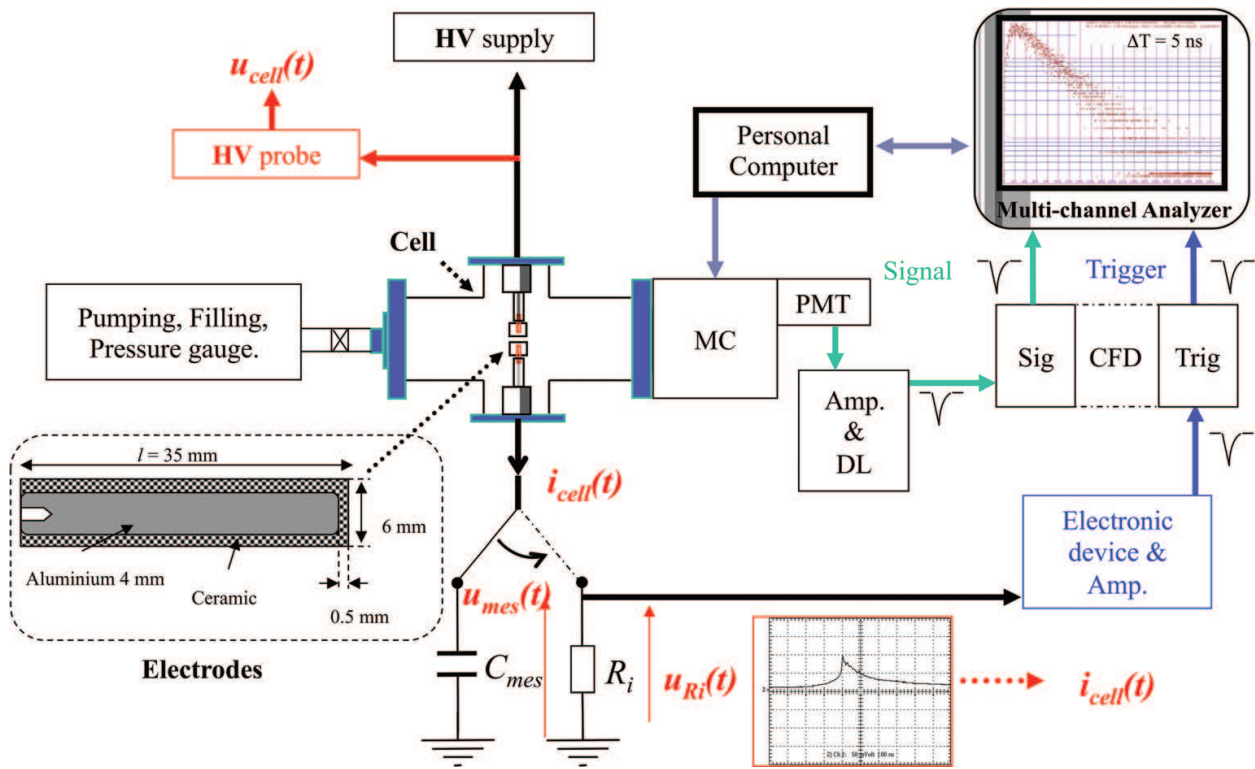 HV supply
u_cell(t)
HV probe
ΔT = 5 ns
Multi-channel Analyzer
Personal
Computer
Cell
Signal
Trigger
Pumping, Filling,
Pressure gauge.
MC
PMT
Sig
CFD
Trig
Amp.
&
DL
l = 35 mm
6 mm
Aluminium 4 mm
Ceramic
0.5 mm
Electrodes
i_cell(t)
Electronic
device &
Amp.
u_mes(t)
C_mes
R_i
u_Ri(t)
i_cell(t)